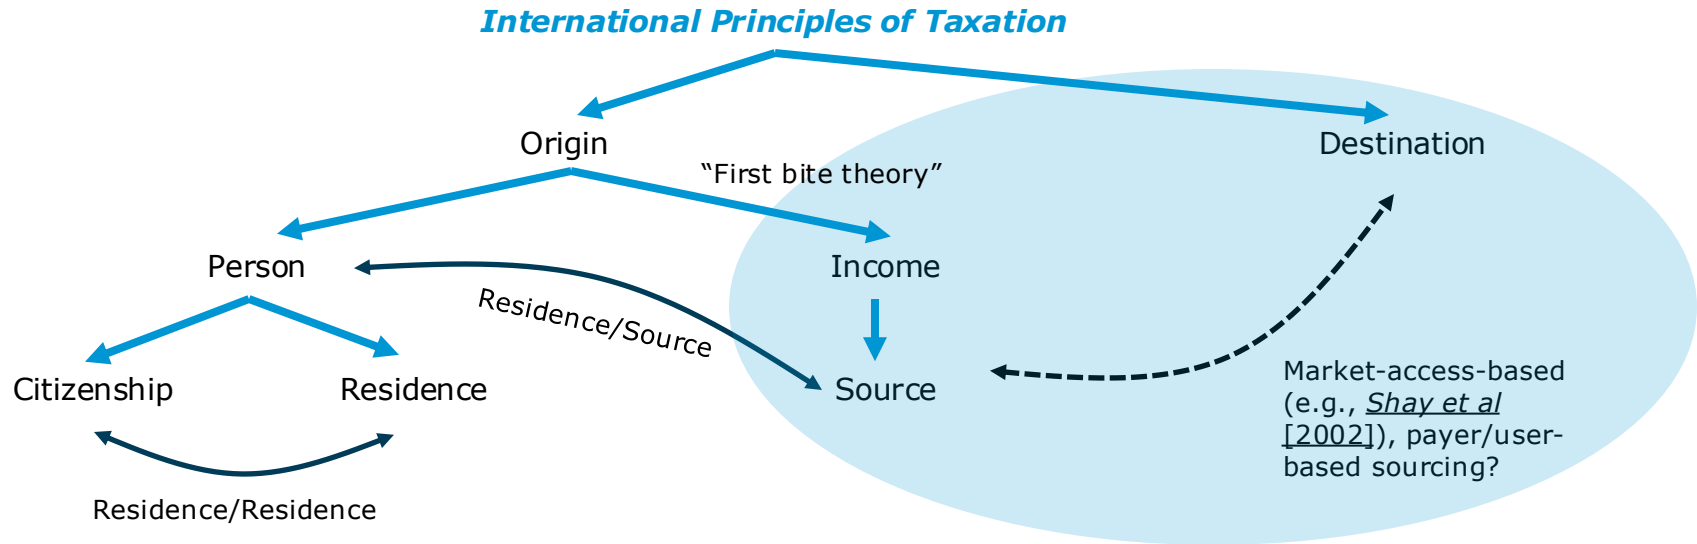 International Principles of Taxation
Origin
Destination
“First bite theory”
Person
Income
Residence/Source
Citizenship
Residence
Source
Market-access-based
(e.g., Shay et al
[2002]), payer/user-
based sourcing?
Residence/Residence